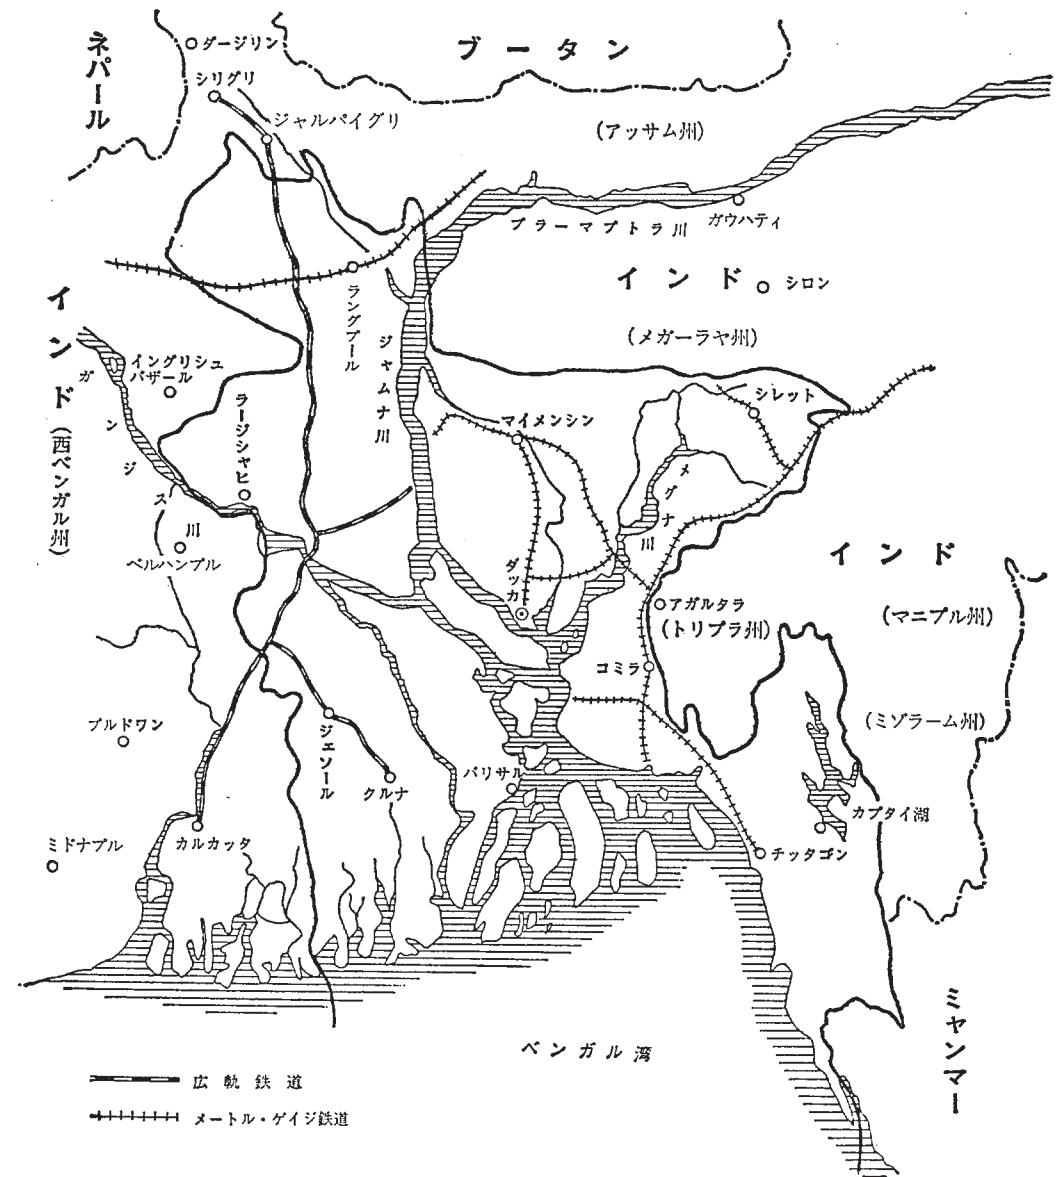 ネパール
ダージリン
ブータン
シリグリ
ジャルパイグリ
(アッサム州)
ブラーマプトラ川
ガウハティ
インド
シロン
(メガーラヤ州)
ラングプール
ジャムナ川
インド(西ベンガル州)
イングリシュ
バザール
ガンジス川
ラージシャヒ
マイメンシン
シレット
メグナ川
ベルハンプル
ダッカ
インド
アガルタラ
(トリプラ州)
(マニプル州)
コミラ
(ミゾラーム州)
ブルドワン
ジェソール
クルナ
バリサル
カプタイ湖
ミドナプル
カルカッタ
チッタゴン
ミャンマー
ベンガル湾
広軌鉄道
メートル・ゲイジ鉄道